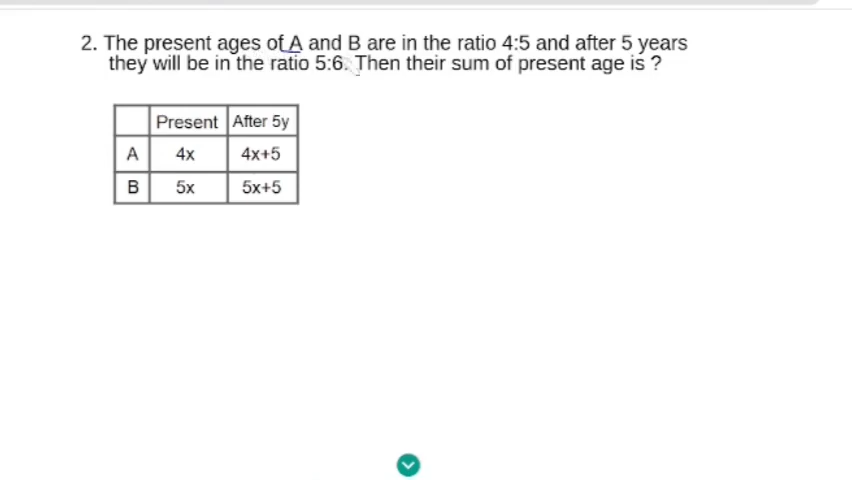 2. The present ages of A and B are in the ratio 4:5 and after 5 years
they will be in the ratio 5:6. Then their sum of present age is ?
Present After 5y
A 4x 4x+5
B 5x 5x+5